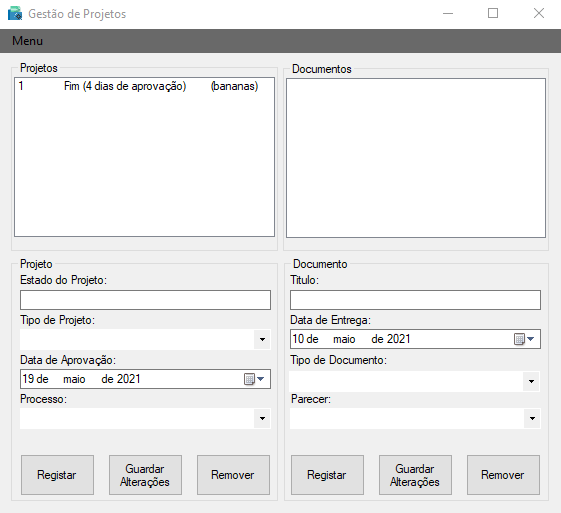 Gestão de Projetos
Menu
Projetos
1 Fim (4 dias de aprovação) (bananas)
Documentos
Projeto
Estado do Projeto:
Tipo de Projeto:
Data de Aprovação:
19 de maio de 2021
Processo:
Registar
Guardar
Alterações
Remover
Documento
Titulo:
Data de Entrega:
10 de maio de 2021
Tipo de Documento:
Parecer:
Registar
Guardar
Alterações
Remover